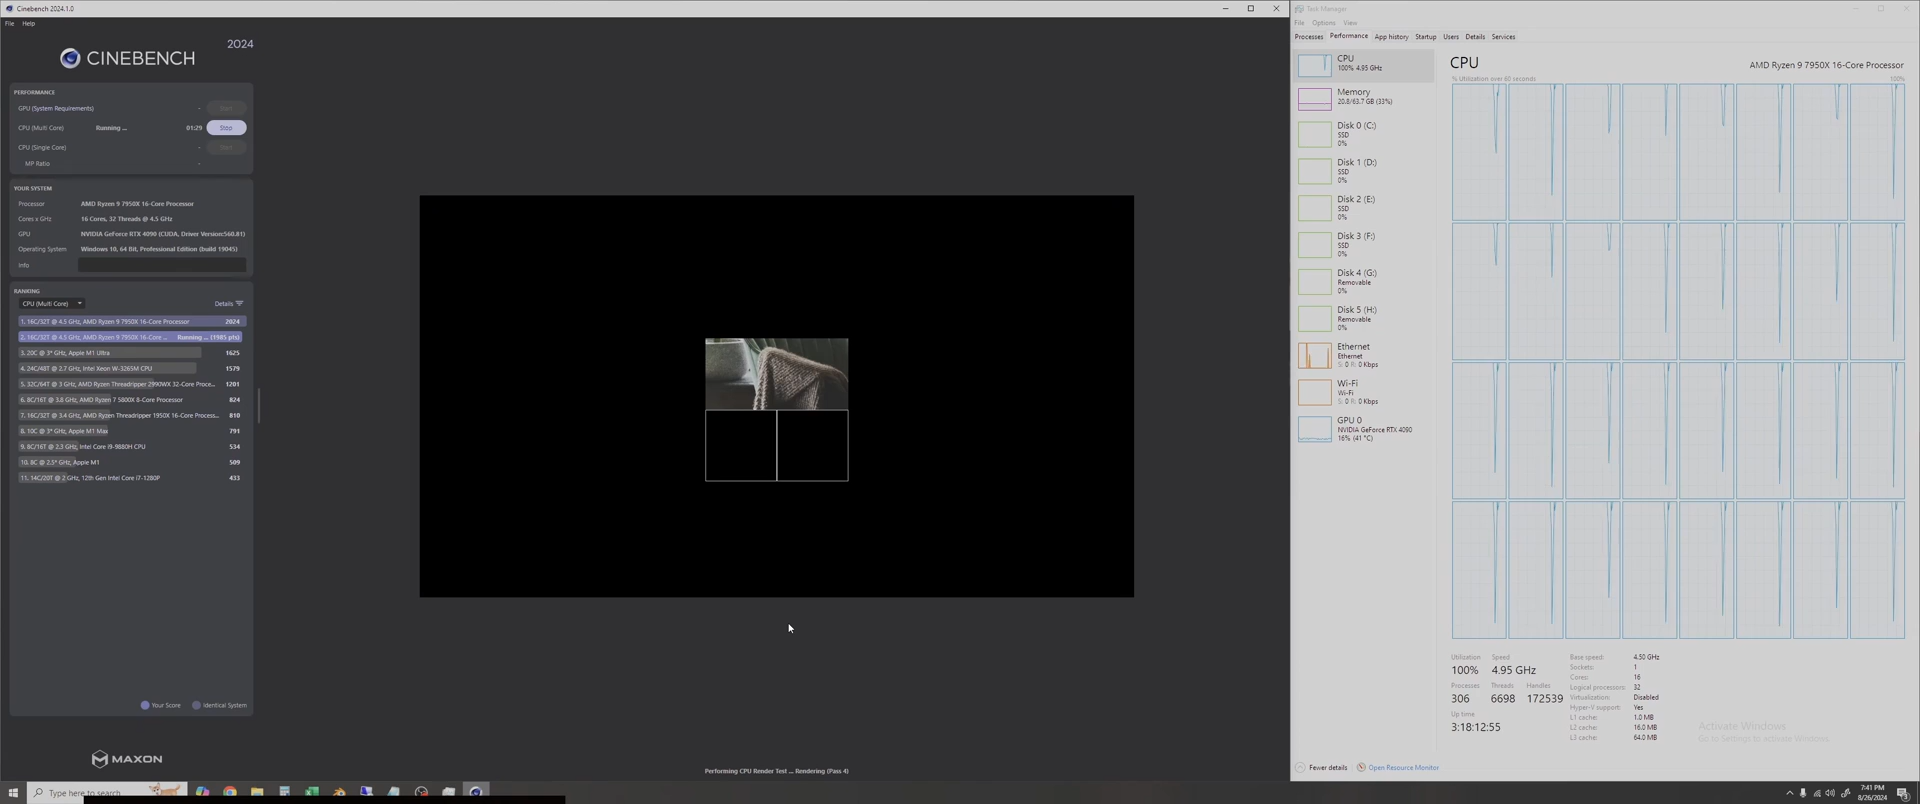 Cinebench 2024.1.0
File Help
CINEBENCH 2024
PERFORMANCE
GPU (System Requirements) - Start
CPU (Multi Core) Running ... 01:29 Stop
CPU (Single Core) - Start
MP Ratio -
YOUR SYSTEM
Processor AMD Ryzen 9 7950X 16-Core Processor
Cores x GHz 16 Cores, 32 Threads @ 4.5 GHz
GPU NVIDIA GeForce RTX 4090 (CUDA, Driver Version:560.81)
Operating System Windows 10, 64 Bit, Professional Edition (build 19045)
Info
RANKING
CPU (Multi Core) Details
1. 16C/32T @ 4.5 GHz, AMD Ryzen 9 7950X 16-Core Processor 2024
2. 16C/32T @ 4.5 GHz, AMD Ryzen 9 7950X 16-Core ... Running ... (1985 pts)
3. 20C @ 3* GHz, Apple M1 Ultra 1625
4. 24C/48T @ 2.7 GHz, Intel Xeon W-3265M CPU 1579
5. 32C/64T @ 3 GHz, AMD Ryzen Threadripper 2990WX 32-Core Proce... 1201
6. 8C/16T @ 3.8 GHz, AMD Ryzen 7 5800X 8-Core Processor 824
7. 16C/32T @ 3.4 GHz, AMD Ryzen Threadripper 1950X 16-Core Process... 810
8. 10C @ 3* GHz, Apple M1 Max 791
9. 8C/16T @ 2.3 GHz, Intel Core i9-9880H CPU 534
10. 8C @ 2.5* GHz, Apple M1 509
11. 14C/20T @ 2 GHz, 12th Gen Intel Core i7-1280P 433
Your Score Identical System
MAXON
Performing CPU Render Test ... Rendering (Pass 4)
Task Manager
File Options View
Processes Performance App history Startup Users Details Services
CPU
100% 4.95 GHz
Memory
20.8/63.7 GB (33%)
Disk 0 (C:)
SSD
0%
Disk 1 (D:)
SSD
0%
Disk 2 (E:)
SSD
0%
Disk 3 (F:)
SSD
0%
Disk 4 (G:)
Removable
0%
Disk 5 (H:)
Removable
0%
Ethernet
Ethernet
S: 0 R: 0 Kbps
Wi-Fi
Wi-Fi
S: 0 R: 0 Kbps
GPU 0
NVIDIA GeForce RTX 4090
16% (41 °C)
CPU AMD Ryzen 9 7950X 16-Core Processor
% Utilization over 60 seconds 100%
Utilization Speed
100% 4.95 GHz
Processes Threads Handles
306 6698 172539
Up time
3:18:12:55
Base speed: 4.50 GHz
Sockets: 1
Cores: 16
Logical processors: 32
Virtualization: Disabled
Hyper-V support: Yes
L1 cache: 1.0 MB
L2 cache: 16.0 MB
L3 cache: 64.0 MB
Activate Windows
Go to Settings to activate Windows.
Fewer details Open Resource Monitor
Type here to search
7:41 PM
8/26/2024